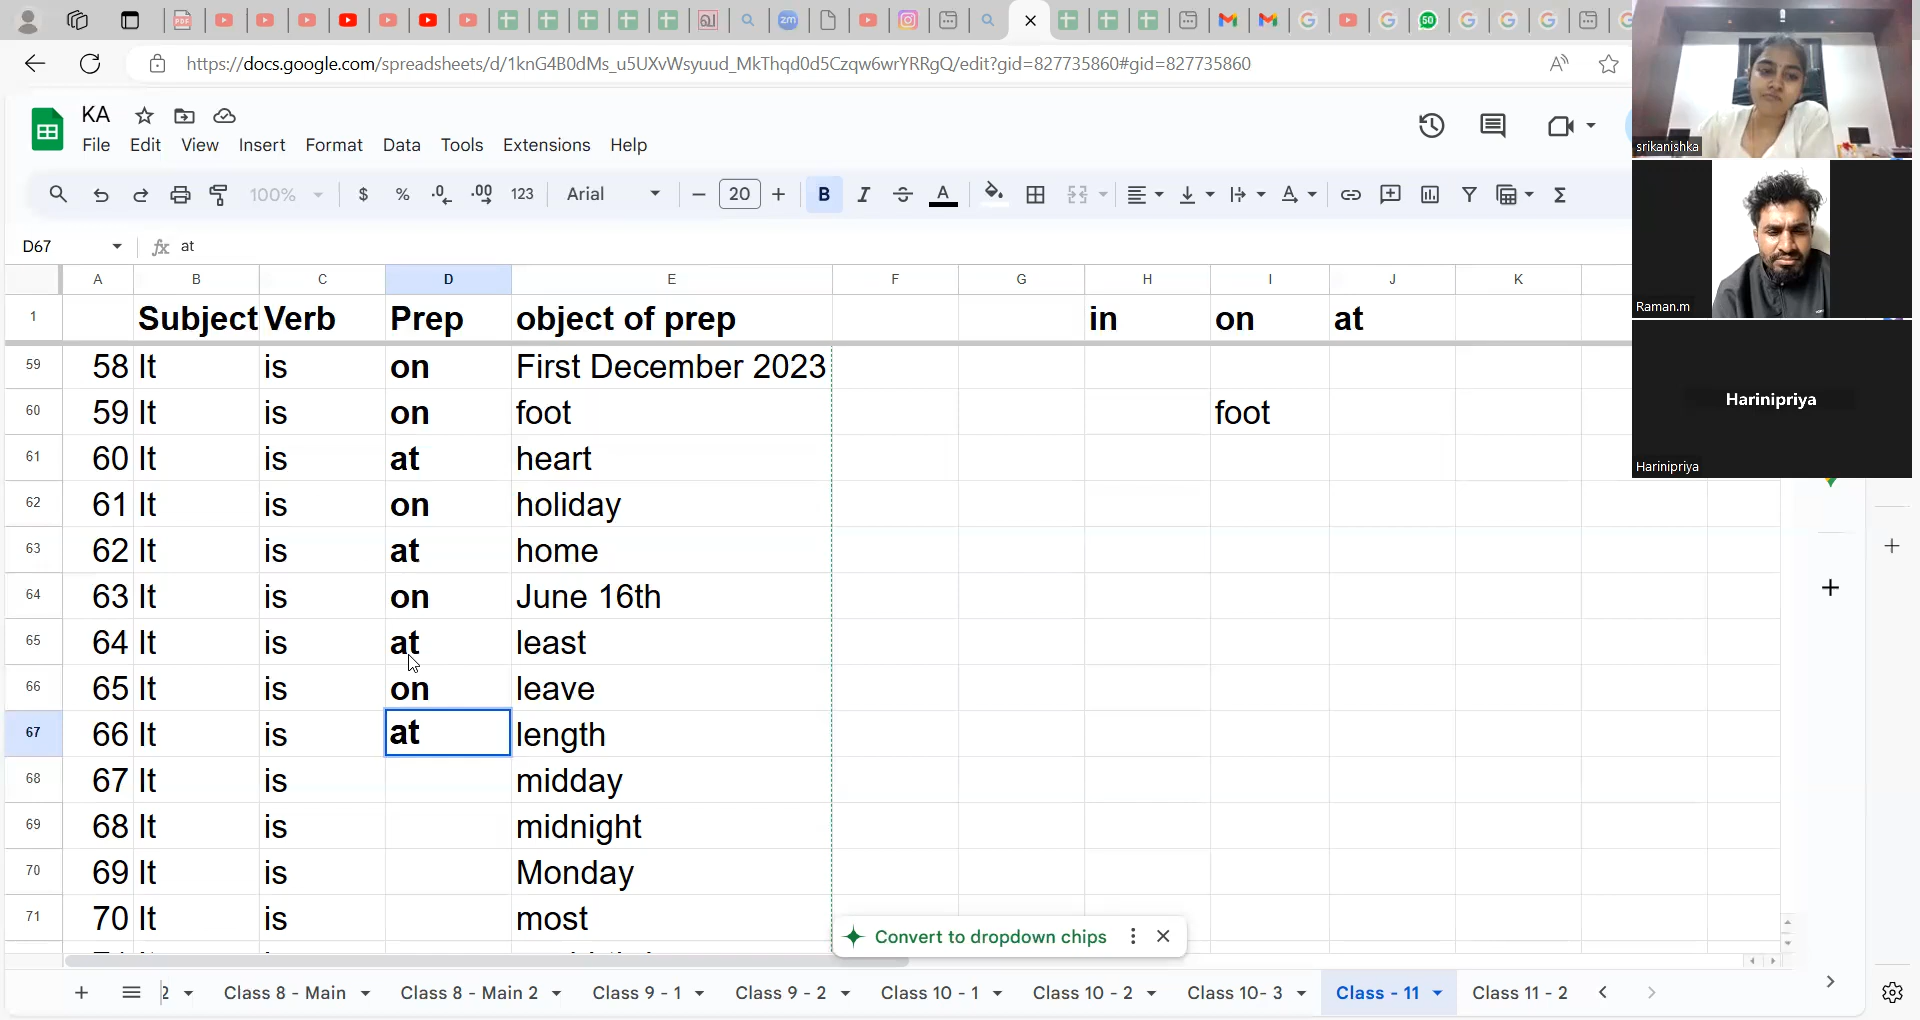 https://docs.google.com/spreadsheets/d/1knG4B0dMs_u5UXvWsyuud_MkThqd0d5Czqw6wrYRRgQ/edit?gid=827735860#gid=827735860
KA
File Edit View Insert Format Data Tools Extensions Help
100% $ % .0 .00 123 Arial 20 B I
D67 fx at
A B C D E F G H I J K
1 Subject Verb Prep object of prep in on at
59 58 It is on First December 2023
60 59 It is on foot foot
61 60 It is at heart
62 61 It is on holiday
63 62 It is at home
64 63 It is on June 16th
65 64 It is at least
66 65 It is on leave
67 66 It is at length
68 67 It is midday
69 68 It is midnight
70 69 It is Monday
71 70 It is most
Convert to dropdown chips
2 Class 8 - Main Class 8 - Main 2 Class 9 - 1 Class 9 - 2 Class 10 - 1 Class 10 - 2 Class 10- 3 Class - 11 Class 11 - 2
srikanishka
Raman.m
Harinipriya
Harinipriya